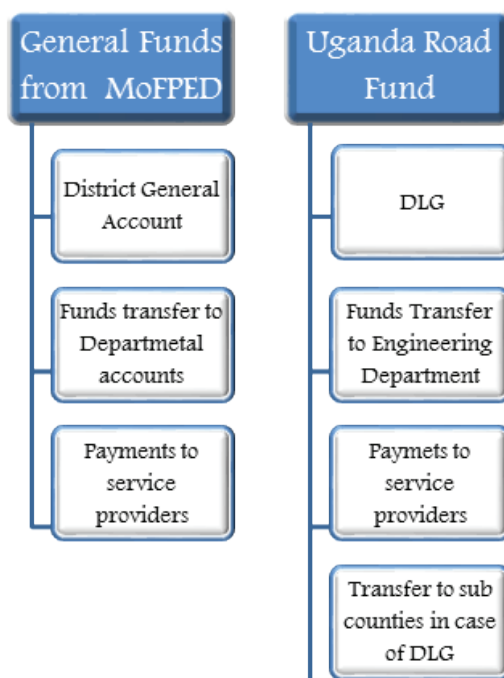 General Funds
from MoFPED
District General
Account
Funds transfer to
Departmetal
accounts
Payments to
service
providers
Uganda Road
Fund
DLG
Funds Transfer
to Engineering
Department
Paymets to
service
providers
Transfer to sub
counties in case
of DLG